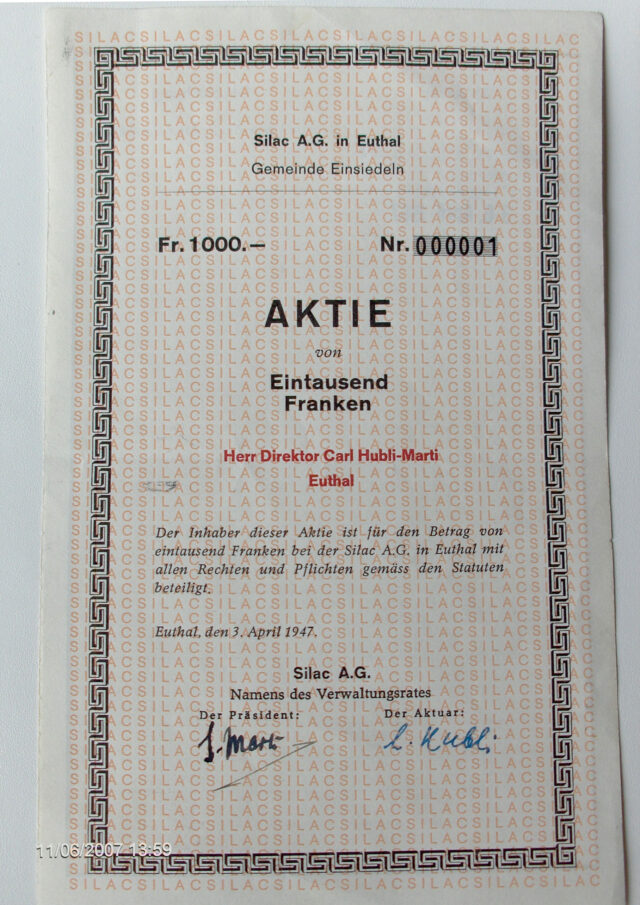 Silac A.G. in Euthal
Gemeinde Einsiedeln
Fr. 1000.— Nr. 000001
AKTIE
von
Eintausend
Franken
Herr Direktor Carl Hubli-Marti
Euthal
Der Inhaber dieser Aktie ist für den Betrag von
eintausend Franken bei der Silac A.G. in Euthal mit
allen Rechten und Pflichten gemäss den Statuten
beteiligt.
Euthal, den 3. April 1947.
Silac A.G.
Namens des Verwaltungsrates
Der Präsident: Der Aktuar:
J. Marti C. Hubli
11/06/2007 13:59